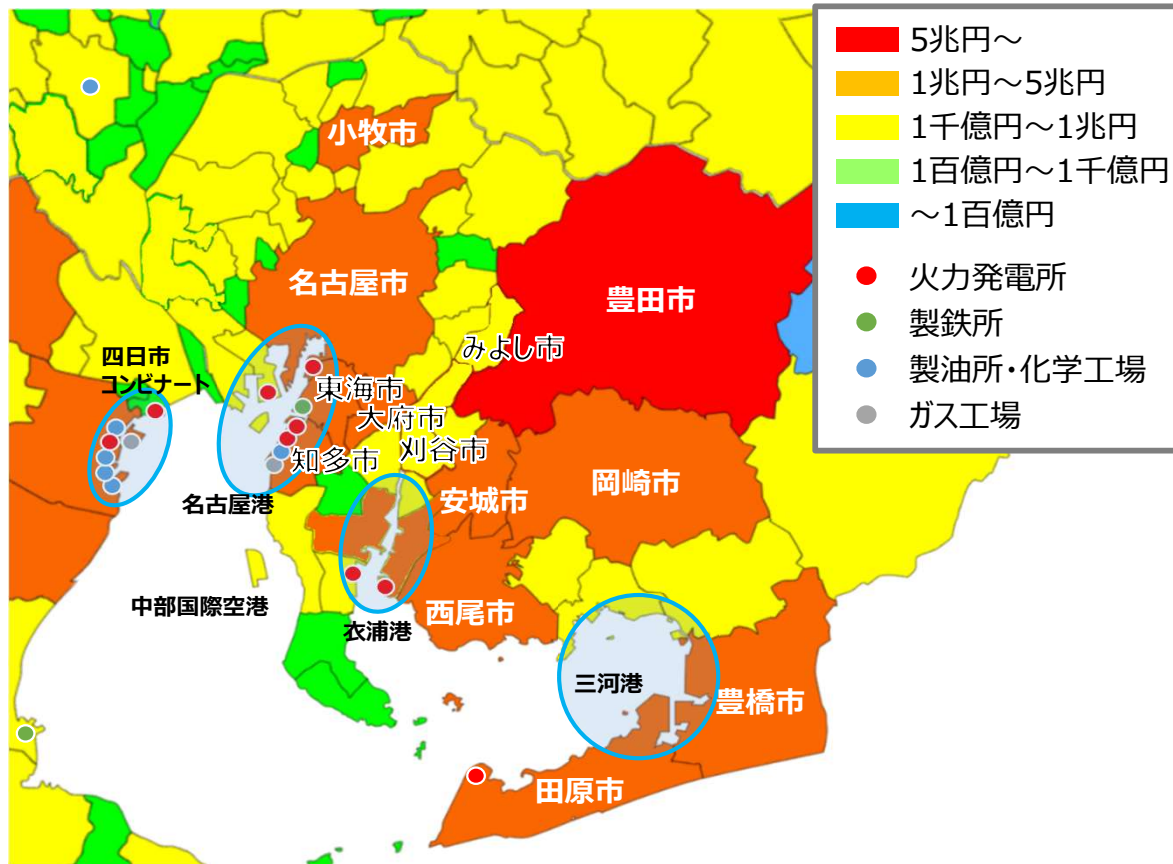 5兆円～
1兆円～5兆円
1千億円～1兆円
1百億円～1千億円
～1百億円
火力発電所
製鉄所
製油所・化学工場
ガス工場
小牧市
名古屋市
豊田市
みよし市
四日市
コンビナート
東海市
大府市
刈谷市
知多市
岡崎市
安城市
名古屋港
中部国際空港
西尾市
衣浦港
三河港
豊橋市
田原市